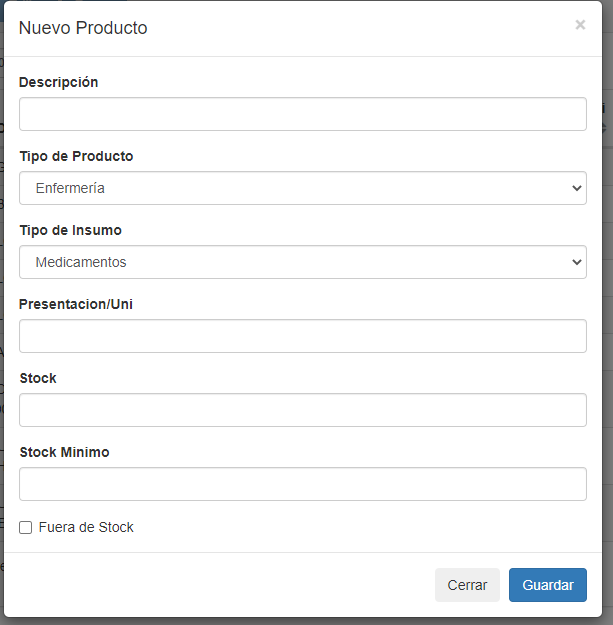 Nuevo Producto
×
Descripción
Tipo de Producto
Enfermería
Tipo de Insumo
Medicamentos
Presentacion/Uni
Stock
Stock Minimo
Fuera de Stock
Cerrar
Guardar